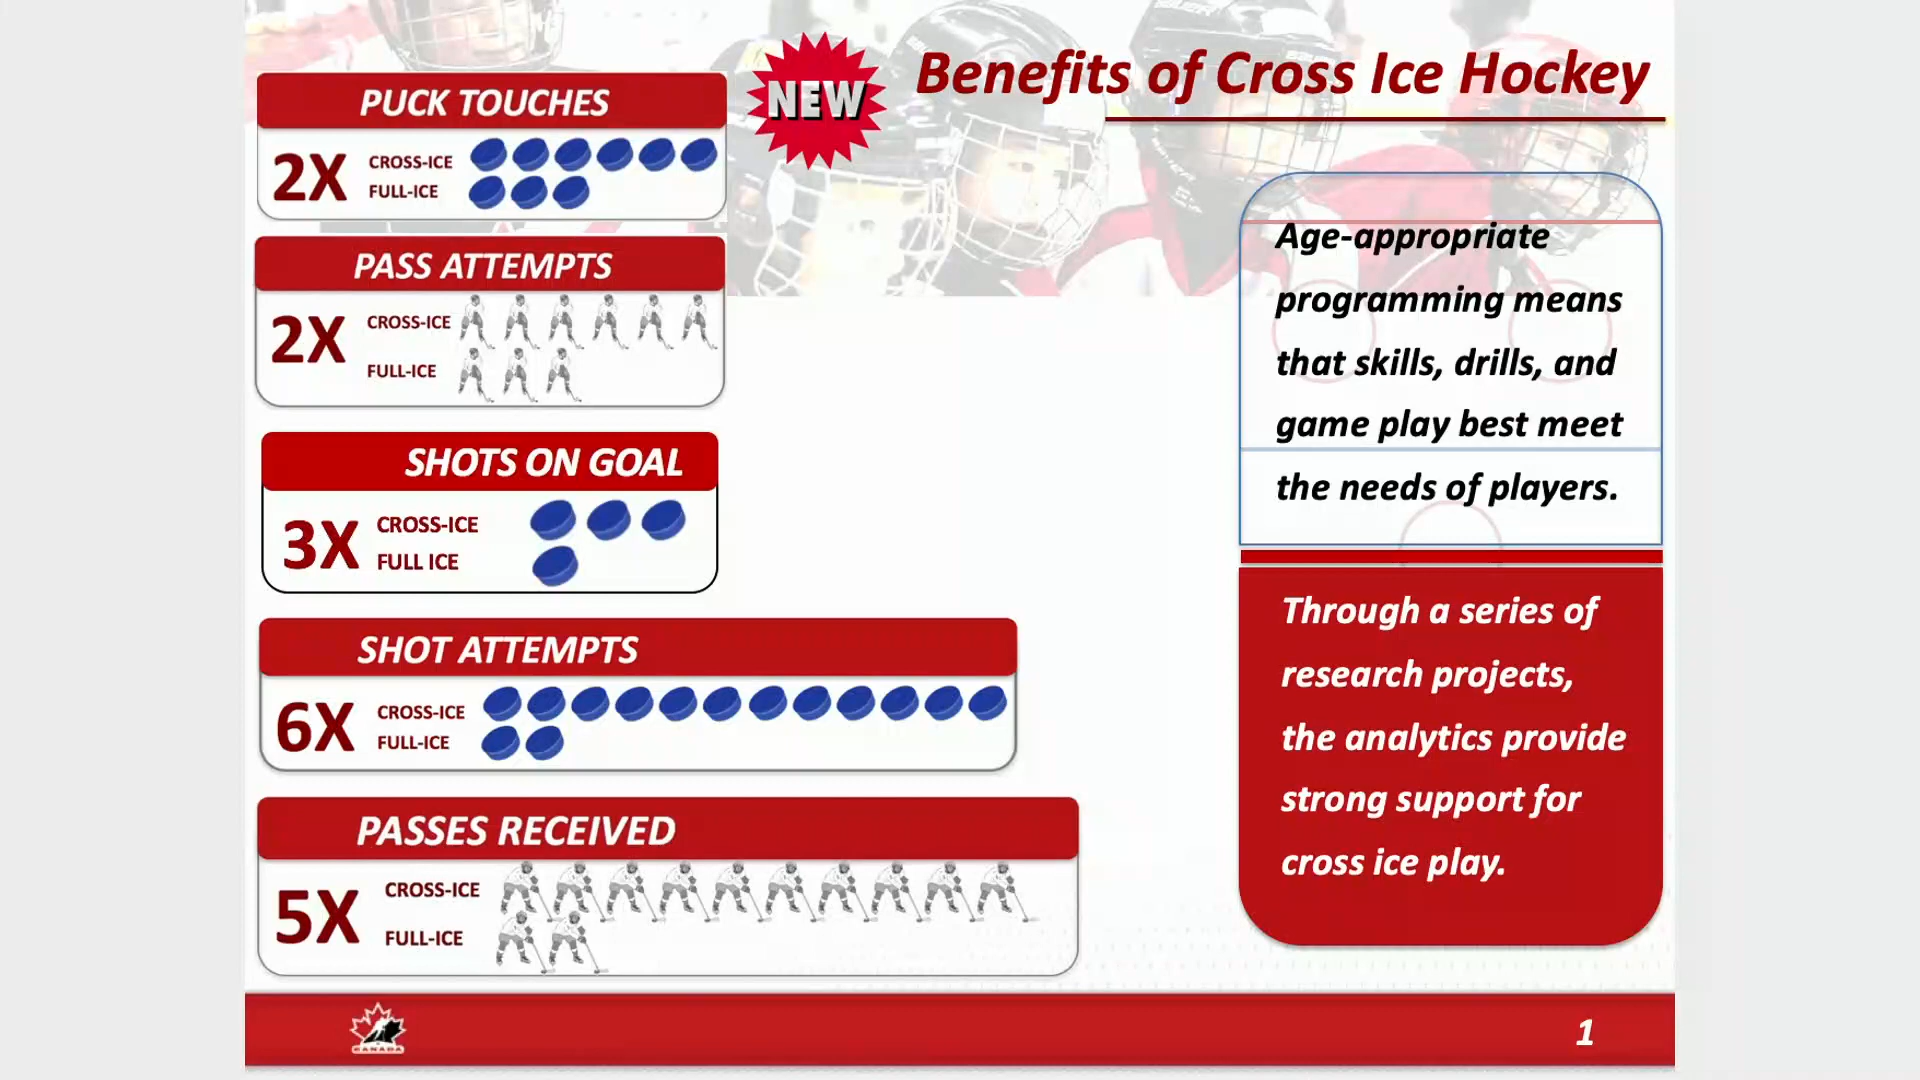 NEW
Benefits of Cross Ice Hockey
PUCK TOUCHES
2X
CROSS-ICE
FULL-ICE
PASS ATTEMPTS
2X
CROSS-ICE
FULL-ICE
SHOTS ON GOAL
3X
CROSS-ICE
FULL ICE
SHOT ATTEMPTS
6X
CROSS-ICE
FULL-ICE
PASSES RECEIVED
5X
CROSS-ICE
FULL-ICE
Age-appropriate
programming means
that skills, drills, and
game play best meet
the needs of players.
Through a series of
research projects,
the analytics provide
strong support for
cross ice play.
CANADA
1